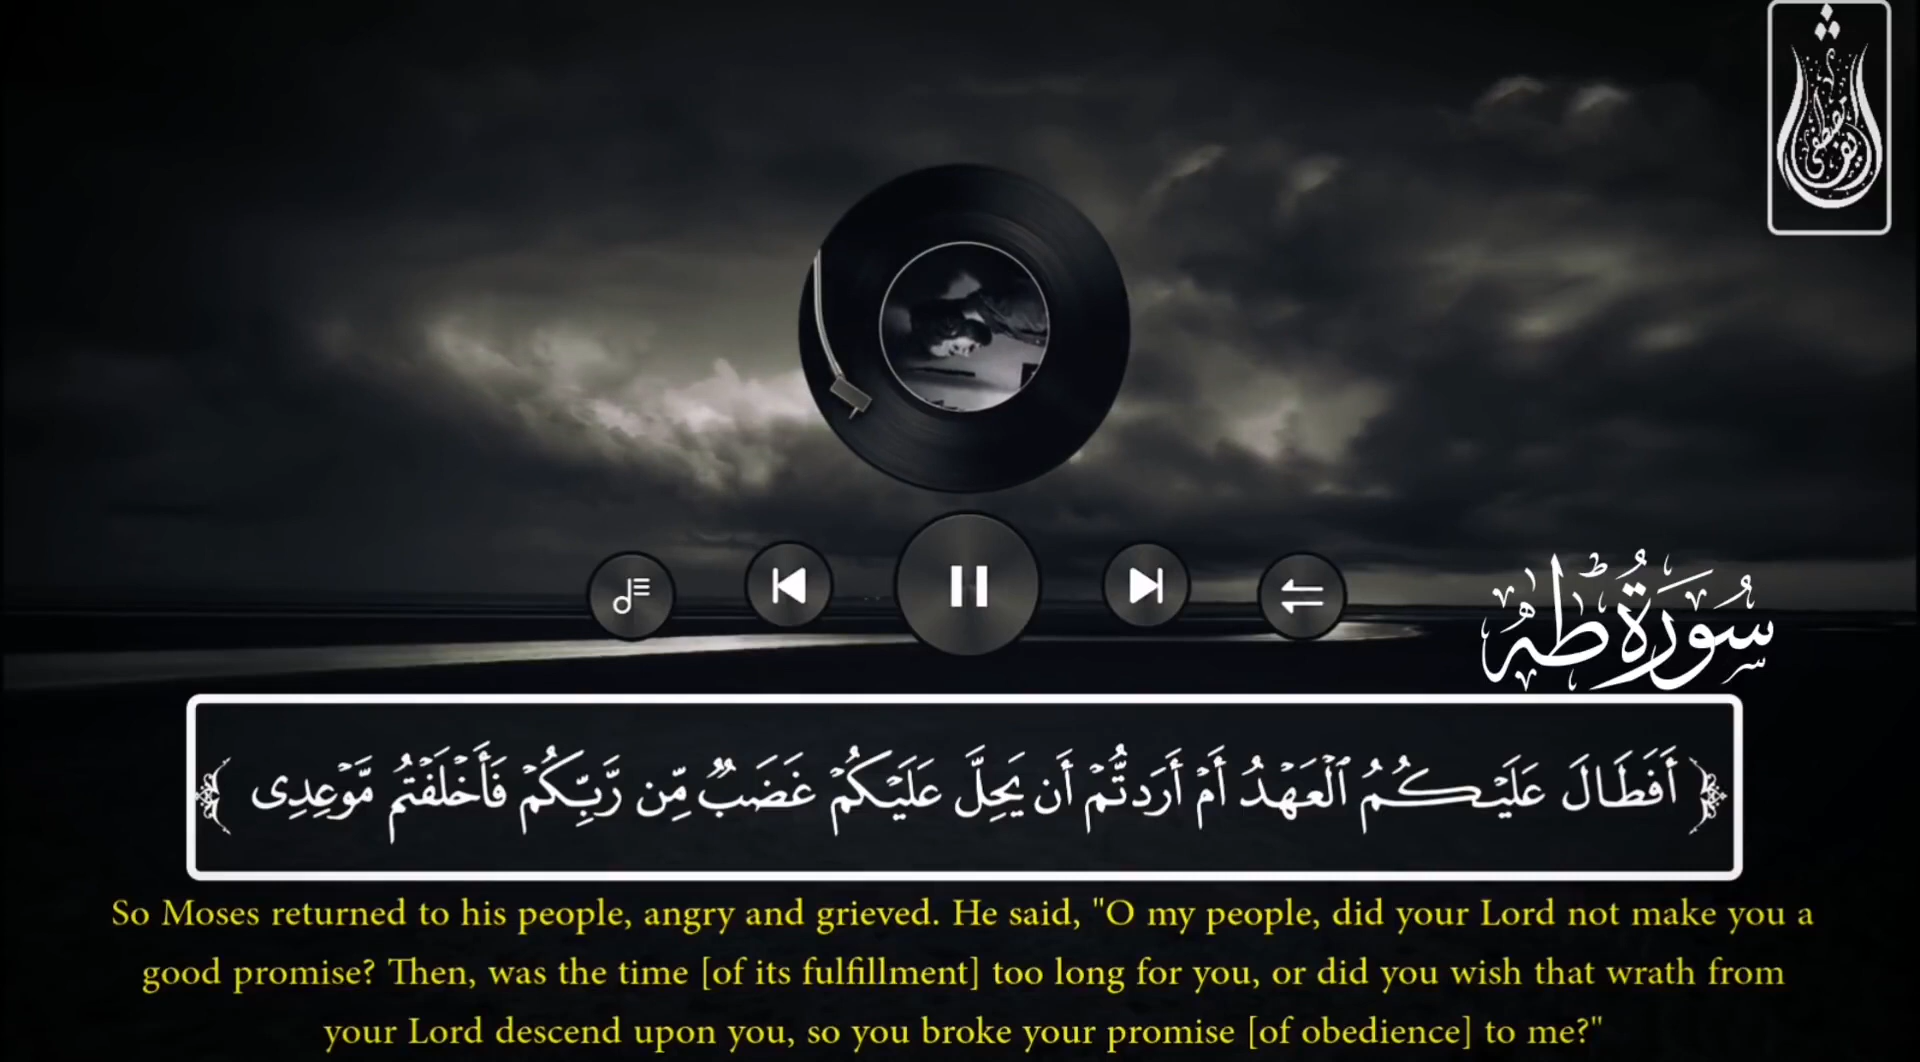 سُورَةُ طه
أَفَطَالَ عَلَيْكُمُ ٱلْعَهْدُ أَمْ أَرَدتُّمْ أَن يَحِلَّ عَلَيْكُمْ غَضَبٌ مِّن رَّبِّكُمْ فَأَخْلَفْتُم مَّوْعِدِى
So Moses returned to his people, angry and grieved. He said, "O my people, did your Lord not make you a
good promise? Then, was the time [of its fulfillment] too long for you, or did you wish that wrath from
your Lord descend upon you, so you broke your promise [of obedience] to me?"